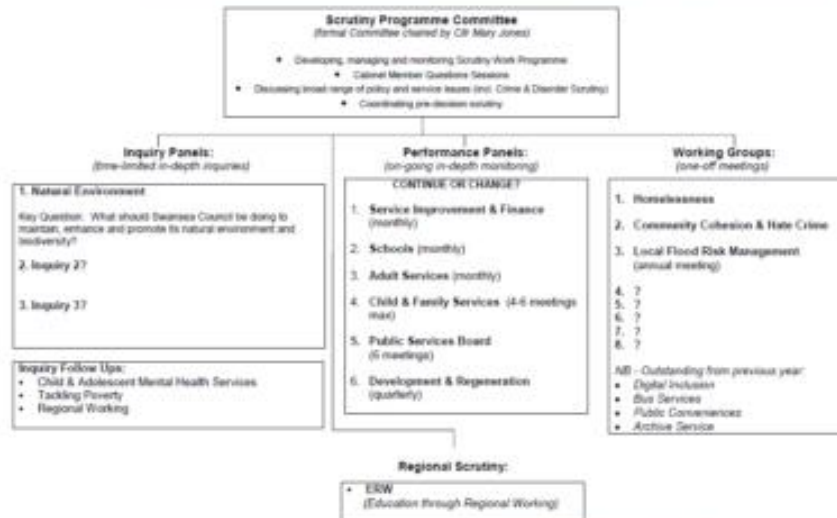 Scrutiny Programme Committee
(formal Committee chaired by Cllr Mary Jones)
• Developing, managing and monitoring Scrutiny Work Programme
• Cabinet Member Questions Sessions
• Discussing broad range of policy and service issues (incl. Crime & Disorder Scrutiny)
• Coordinating pre-decision scrutiny
Inquiry Panels:
(time-limited in-depth inquiries)
1. Natural Environment
Key Question: What should Swansea Council be doing to
maintain, enhance and promote its natural environment and
biodiversity?
2. Inquiry 2?
3. Inquiry 3?
Inquiry Follow Ups:
• Child & Adolescent Mental Health Services
• Tackling Poverty
• Regional Working
Performance Panels:
(on-going in-depth monitoring)
CONTINUE OR CHANGE?
1. Service Improvement & Finance
(monthly)
2. Schools (monthly)
3. Adult Services (monthly)
4. Child & Family Services (4-6 meetings
max)
5. Public Services Board
(6 meetings)
6. Development & Regeneration
(quarterly)
Working Groups:
(one-off meetings)
1. Homelessness
2. Community Cohesion & Hate Crime
3. Local Flood Risk Management
(annual meeting)
4. ?
5. ?
6. ?
7. ?
8. ?
NB - Outstanding from previous year:
• Digital Inclusion
• Bus Services
• Public Conveniences
• Archive Service
Regional Scrutiny:
• ERW
(Education through Regional Working)